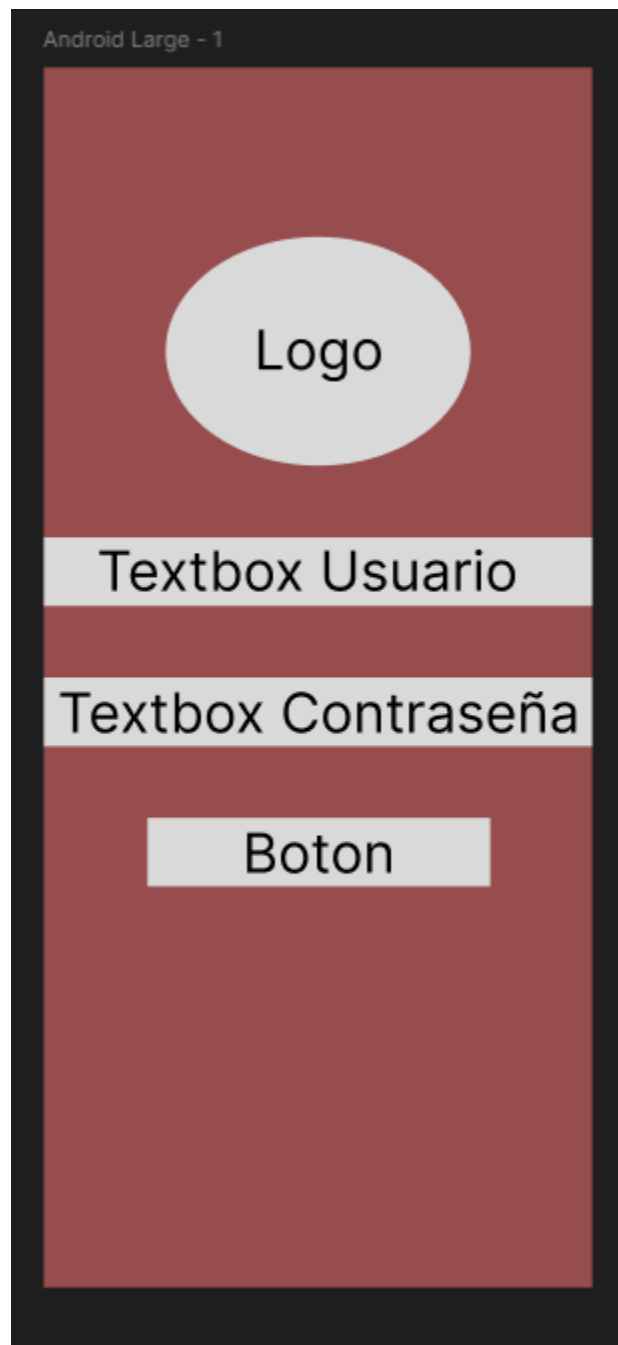 Android Large - 1
Logo
Textbox Usuario
Textbox Contraseña
Boton